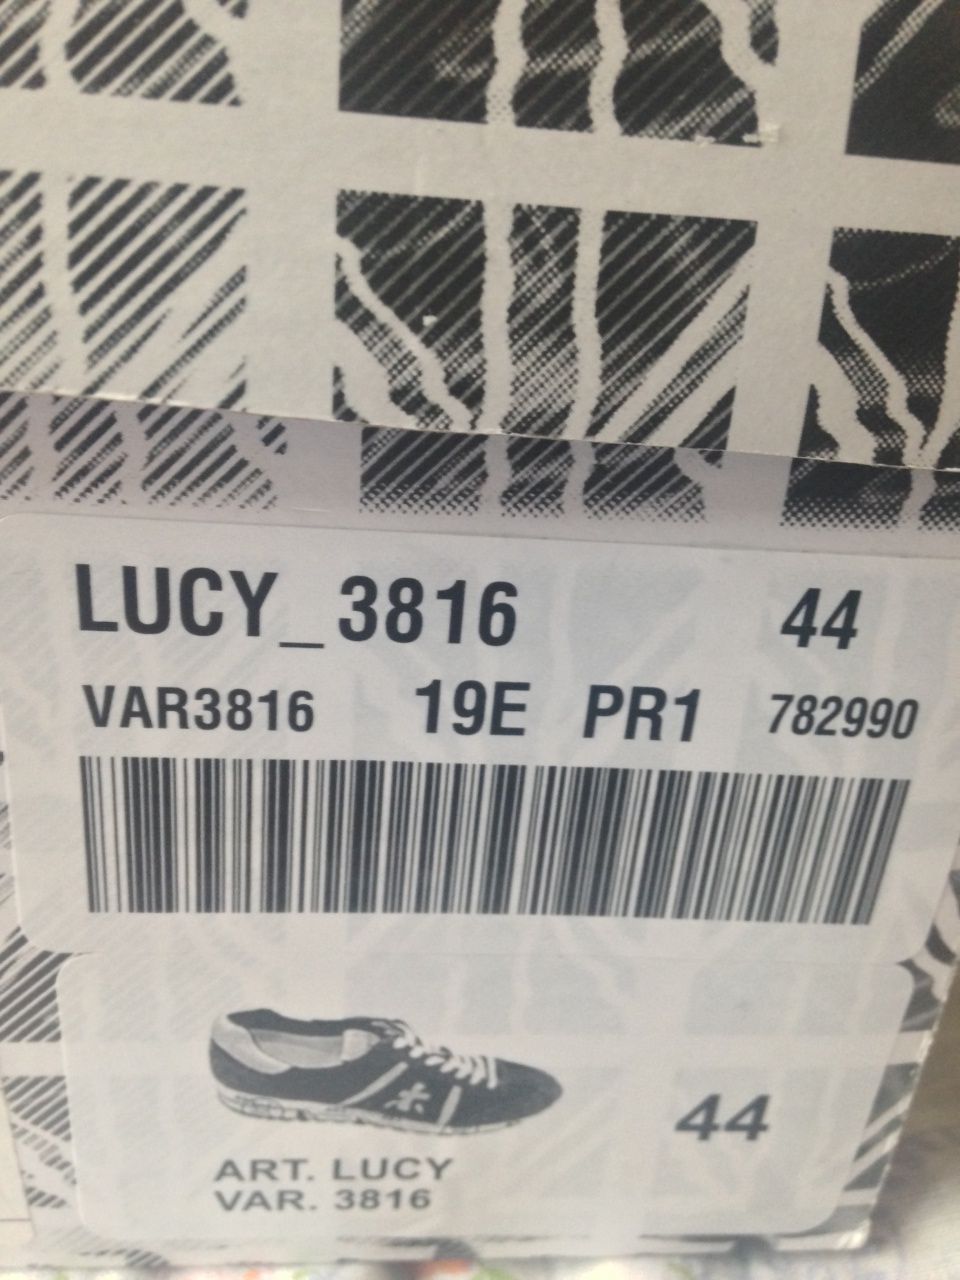 LUCY_3816 44
VAR3816 19E PR1 782990
44
ART. LUCY
VAR. 3816